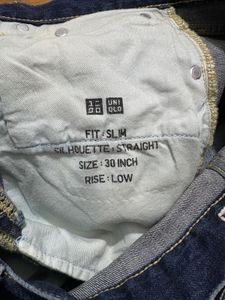 ユニ UNI
クロ QLO
FIT : SLIM
SILHOUETTE : STRAIGHT
SIZE : 30 INCH
RISE : LOW